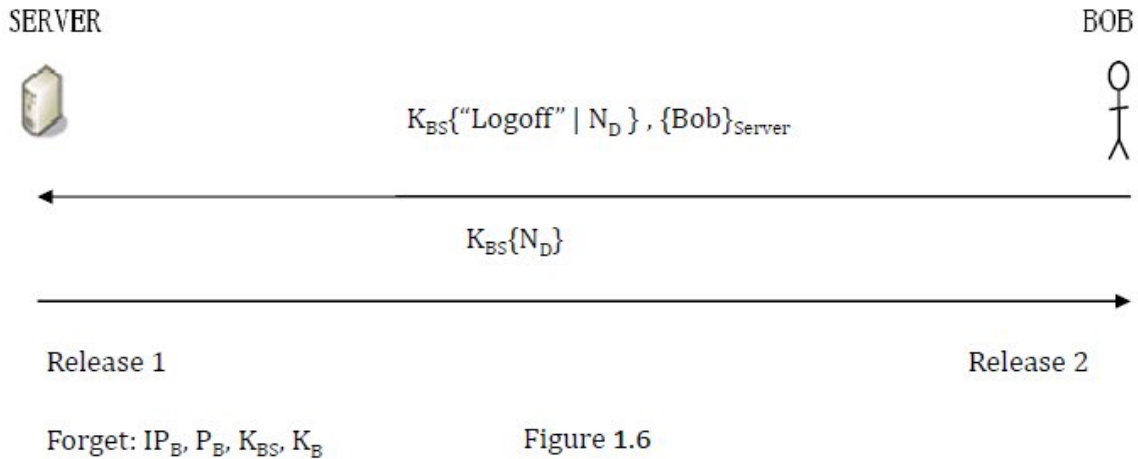 SERVER BOB
K_BS{“Logoff” | N_D } , {Bob}_Server
K_BS{N_D}
Release 1 Release 2
Forget: IP_B, P_B, K_BS, K_B Figure 1.6